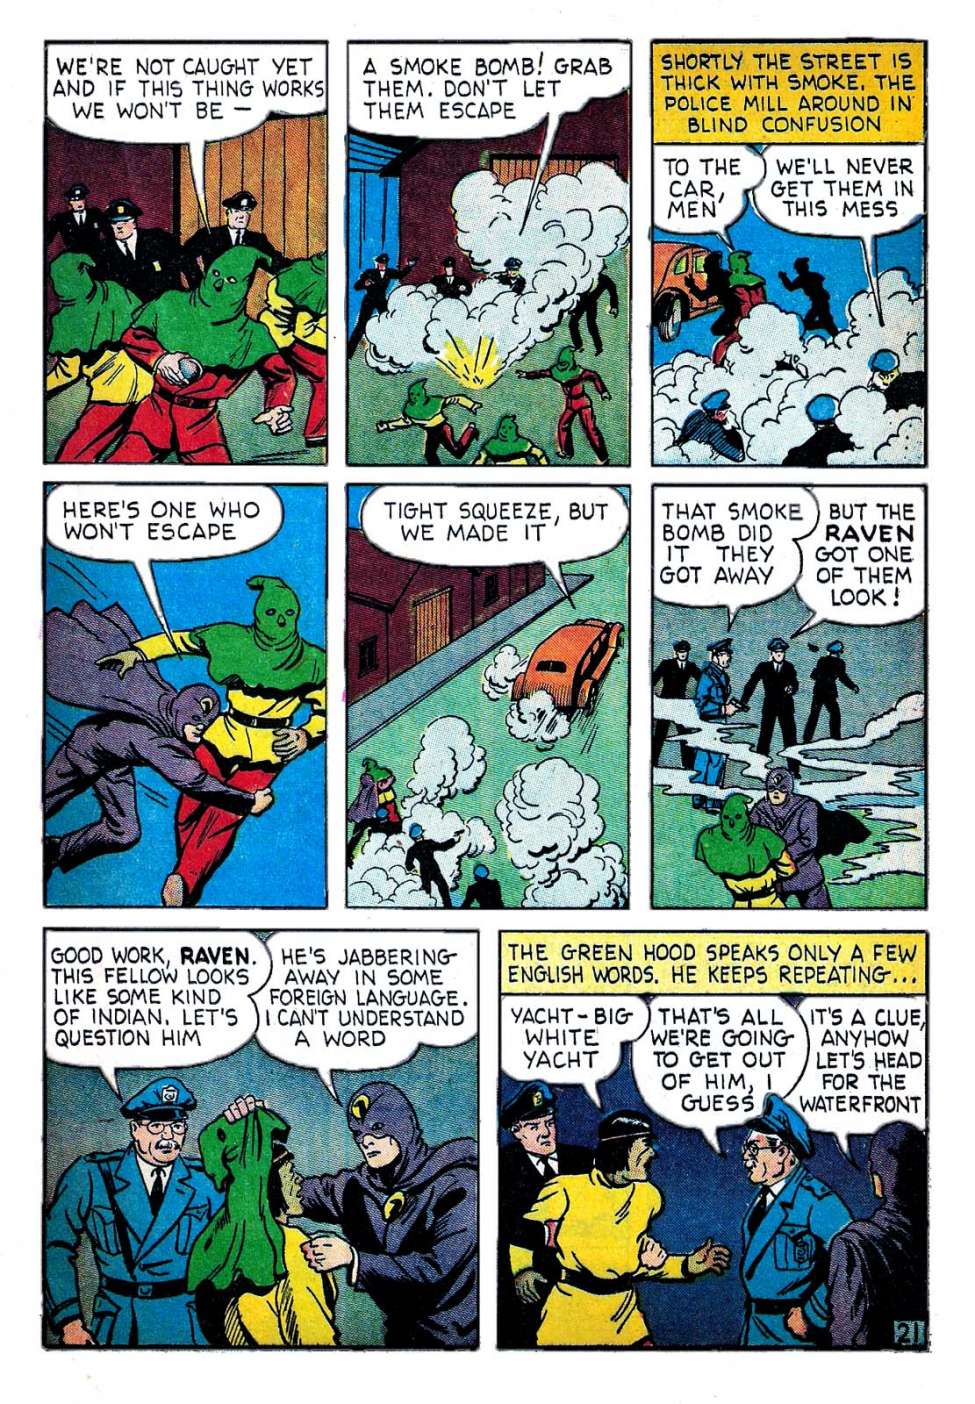 WE'RE NOT CAUGHT YET
AND IF THIS THING WORKS
WE WON'T BE —
A SMOKE BOMB! GRAB
THEM. DON'T LET
THEM ESCAPE
SHORTLY THE STREET IS
THICK WITH SMOKE. THE
POLICE MILL AROUND IN
BLIND CONFUSION
TO THE
CAR,
MEN
WE'LL NEVER
GET THEM IN
THIS MESS
HERE'S ONE WHO
WON'T ESCAPE
TIGHT SQUEEZE, BUT
WE MADE IT
THAT SMOKE
BOMB DID
IT THEY
GOT AWAY
BUT THE
RAVEN
GOT ONE
OF THEM
LOOK!
GOOD WORK, RAVEN.
THIS FELLOW LOOKS
LIKE SOME KIND
OF INDIAN. LET'S
QUESTION HIM
HE'S JABBERING
AWAY IN SOME
FOREIGN LANGUAGE.
I CAN'T UNDERSTAND
A WORD
THE GREEN HOOD SPEAKS ONLY A FEW
ENGLISH WORDS. HE KEEPS REPEATING...
YACHT-BIG
WHITE
YACHT
THAT'S ALL
WE'RE GOING
TO GET OUT
OF HIM, I
GUESS
IT'S A CLUE,
ANYHOW
LET'S HEAD
FOR THE
WATERFRONT
21